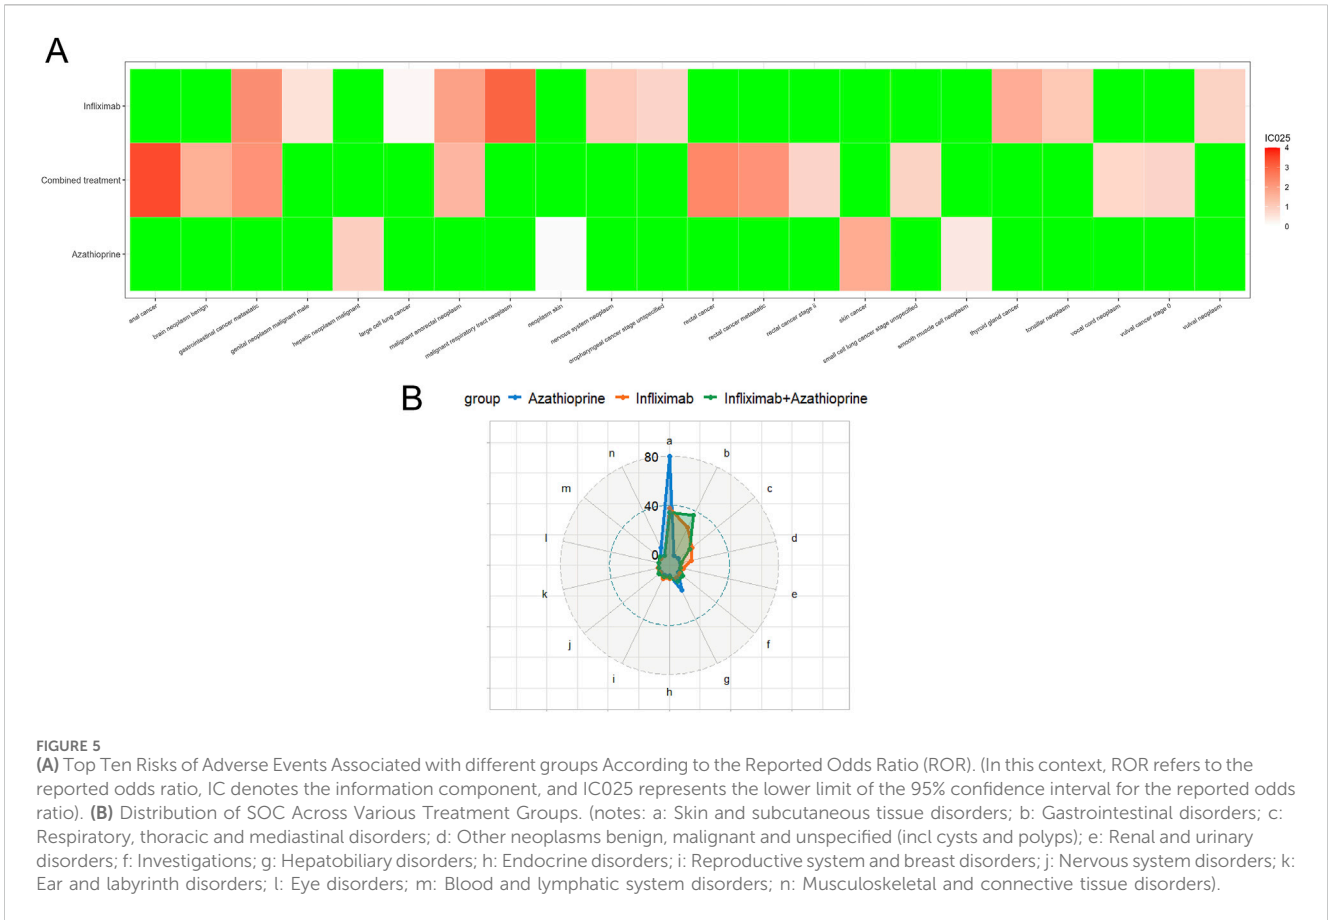 A
Infliximab
Combined treatment
Azathioprine
IC025
4
3
2
1
0
anal cancer
brain neoplasm benign
gastrointestinal cancer metastatic
genital neoplasm malignant male
hepatic neoplasm malignant
large cell lung cancer
malignant anorectal neoplasm
malignant respiratory tract neoplasm
neoplasm skin
nervous system neoplasm
oropharyngeal cancer stage unspecified
rectal cancer
rectal cancer metastatic
rectal cancer stage ii
skin cancer
small cell lung cancer stage unspecified
smooth muscle cell neoplasm
thyroid gland cancer
tonsillar neoplasm
vocal cord neoplasm
vulval cancer stage 0
vulval neoplasm
B
group Azathioprine Infliximab Infliximab+Azathioprine
a
b
c
d
e
f
g
h
i
j
k
l
m
n
80
40
0
FIGURE 5
(A) Top Ten Risks of Adverse Events Associated with different groups According to the Reported Odds Ratio (ROR). (In this context, ROR refers to the
reported odds ratio, IC denotes the information component, and IC025 represents the lower limit of the 95% confidence interval for the reported odds
ratio). (B) Distribution of SOC Across Various Treatment Groups. (notes: a: Skin and subcutaneous tissue disorders; b: Gastrointestinal disorders; c:
Respiratory, thoracic and mediastinal disorders; d: Other neoplasms benign, malignant and unspecified (incl cysts and polyps); e: Renal and urinary
disorders; f: Investigations; g: Hepatobiliary disorders; h: Endocrine disorders; i: Reproductive system and breast disorders; j: Nervous system disorders; k:
Ear and labyrinth disorders; l: Eye disorders; m: Blood and lymphatic system disorders; n: Musculoskeletal and connective tissue disorders).